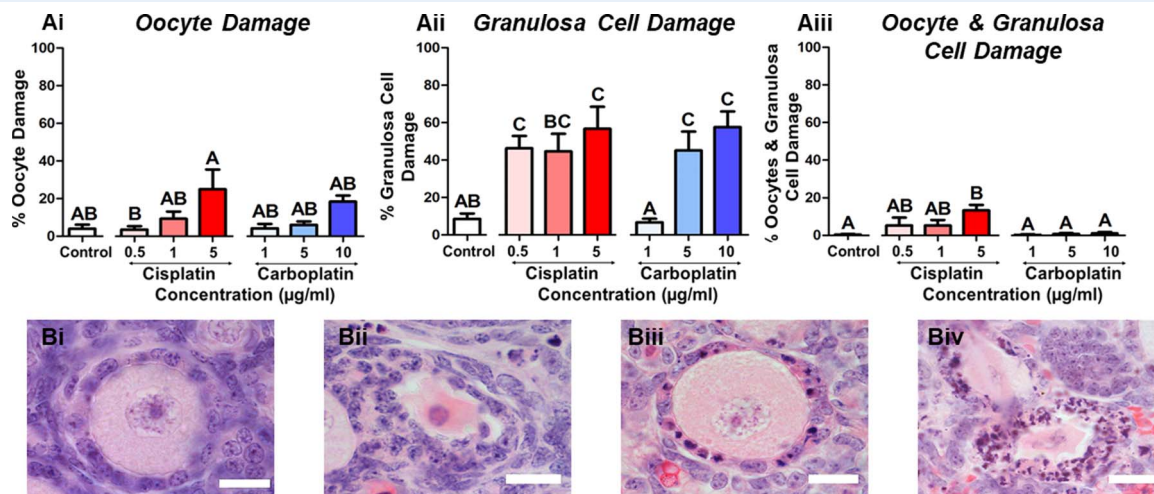 Ai
Oocyte Damage
% Oocyte Damage
100
80
60
40
20
0
AB
B
AB
A
AB
AB
AB
Control
0.5
1
5
1
5
10
Cisplatin
Carboplatin
Concentration (µg/ml)
Aii
Granulosa Cell Damage
% Granulosa Cell
Damage
100
80
60
40
20
0
AB
C
BC
C
A
C
C
Control
0.5
1
5
1
5
10
Cisplatin
Carboplatin
Concentration (µg/ml)
Aiii
Oocyte & Granulosa
Cell Damage
% Oocytes & Granulosa
Cell Damage
100
80
60
40
20
0
A
AB
AB
B
A
A
A
Control
0.5
1
5
1
5
10
Cisplatin
Carboplatin
Concentration (µg/ml)
Bi
Bii
Biii
Biv